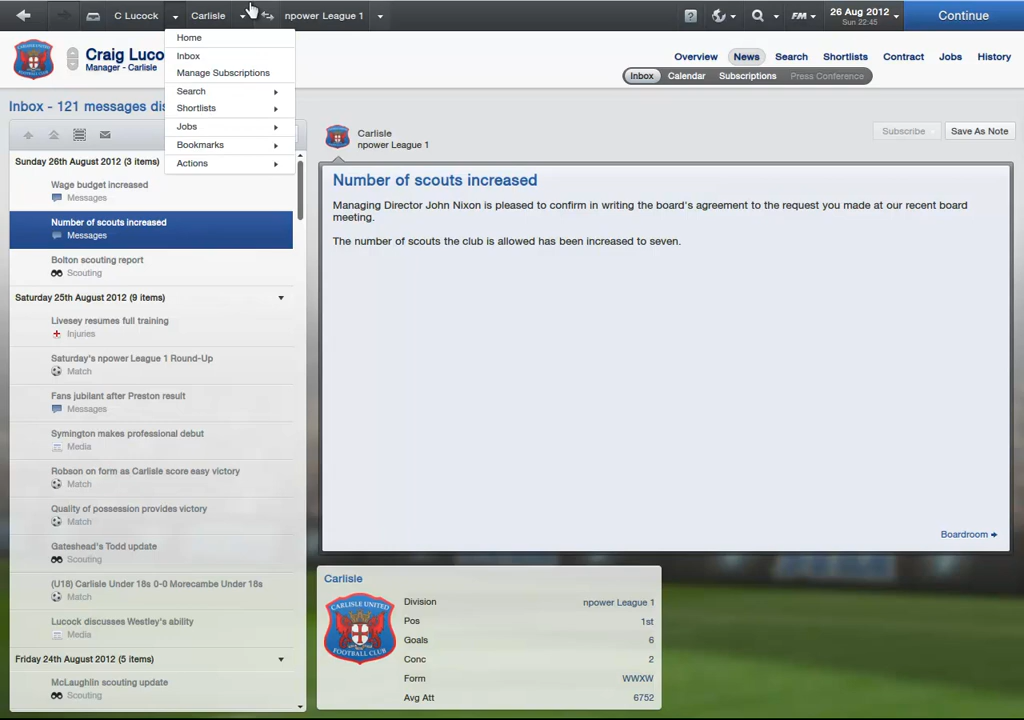 C Lucock
Carlisle
npower League 1
FM
26 Aug 2012
Sun 22:45
Continue
Home
Inbox
Manage Subscriptions
Search
Shortlists
Jobs
Bookmarks
Actions
Craig Luco
Manager - Carlisle
Overview
News
Search
Shortlists
Contract
Jobs
History
Inbox
Calendar
Subscriptions
Press Conference
Inbox - 121 messages dis
Sunday 26th August 2012 (3 items)
Wage budget increased
Messages
Number of scouts increased
Messages
Bolton scouting report
Scouting
Saturday 25th August 2012 (9 items)
Livesey resumes full training
Injuries
Saturday's npower League 1 Round-Up
Match
Fans jubilant after Preston result
Messages
Symington makes professional debut
Media
Robson on form as Carlisle score easy victory
Match
Quality of possession provides victory
Match
Gateshead's Todd update
Scouting
(U18) Carlisle Under 18s 0-0 Morecambe Under 18s
Match
Lucock discusses Westley's ability
Media
Friday 24th August 2012 (5 items)
McLaughlin scouting update
Scouting
Carlisle
npower League 1
Subscribe
Save As Note
Number of scouts increased
Managing Director John Nixon is pleased to confirm in writing the board's agreement to the request you made at our recent board
meeting.
The number of scouts the club is allowed has been increased to seven.
Boardroom
Carlisle
CARLISLE UNITED
FOOTBALL CLUB
Division npower League 1
Pos 1st
Goals 6
Conc 2
Form WWXW
Avg Att 6752